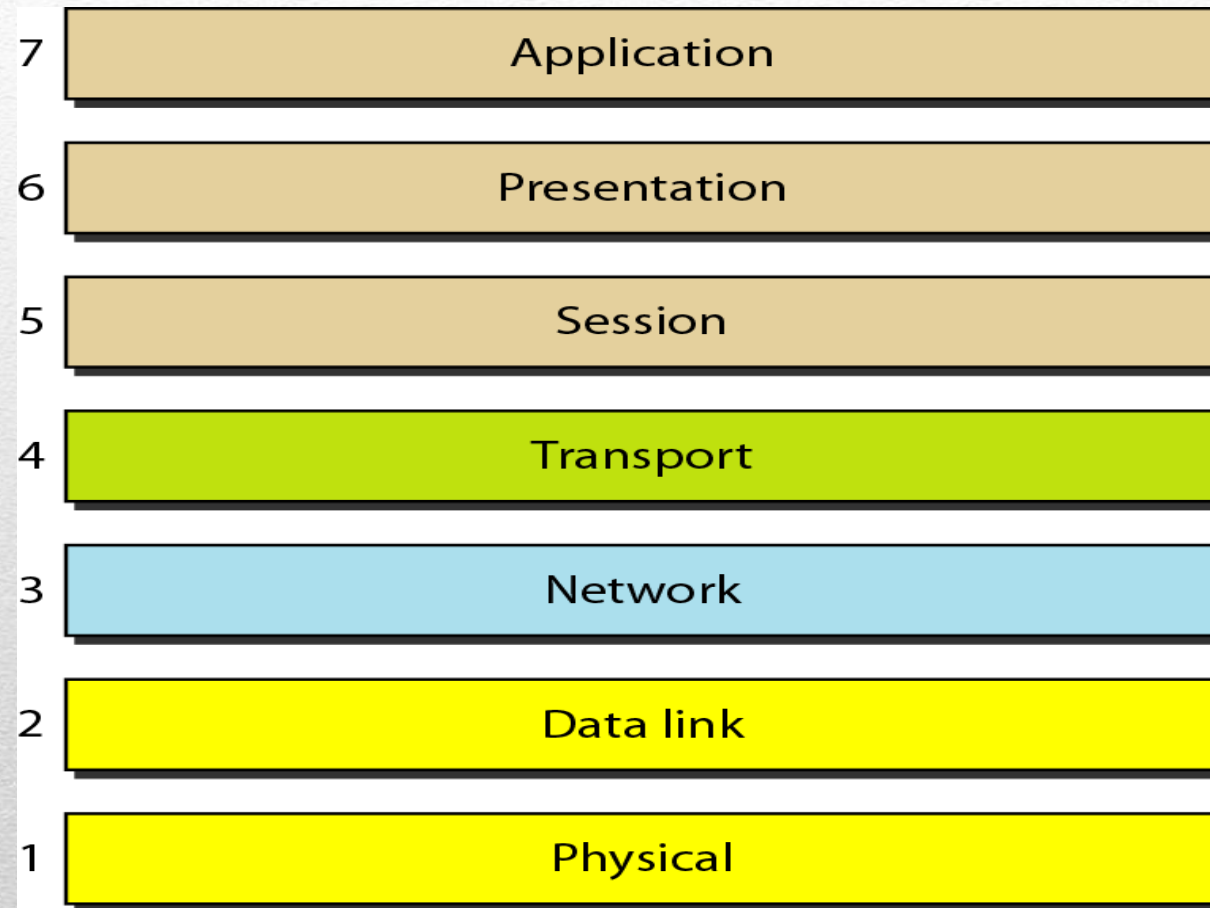 7 Application
6 Presentation
5 Session
4 Transport
3 Network
2 Data link
1 Physical